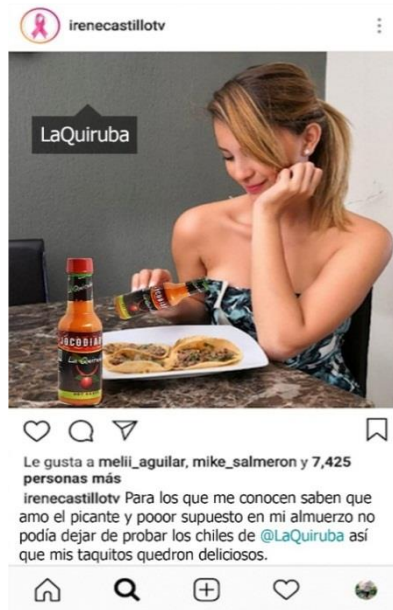 irenecastillotv
LaQuiruba
Le gusta a melii_aguilar, mike_salmeron y 7,425
personas más
irenecastillotv Para los que me conocen saben que
amo el picante y pooor supuesto en mi almuerzo no
podía dejar de probar los chiles de @LaQuiruba así
que mis taquitos quedron deliciosos.